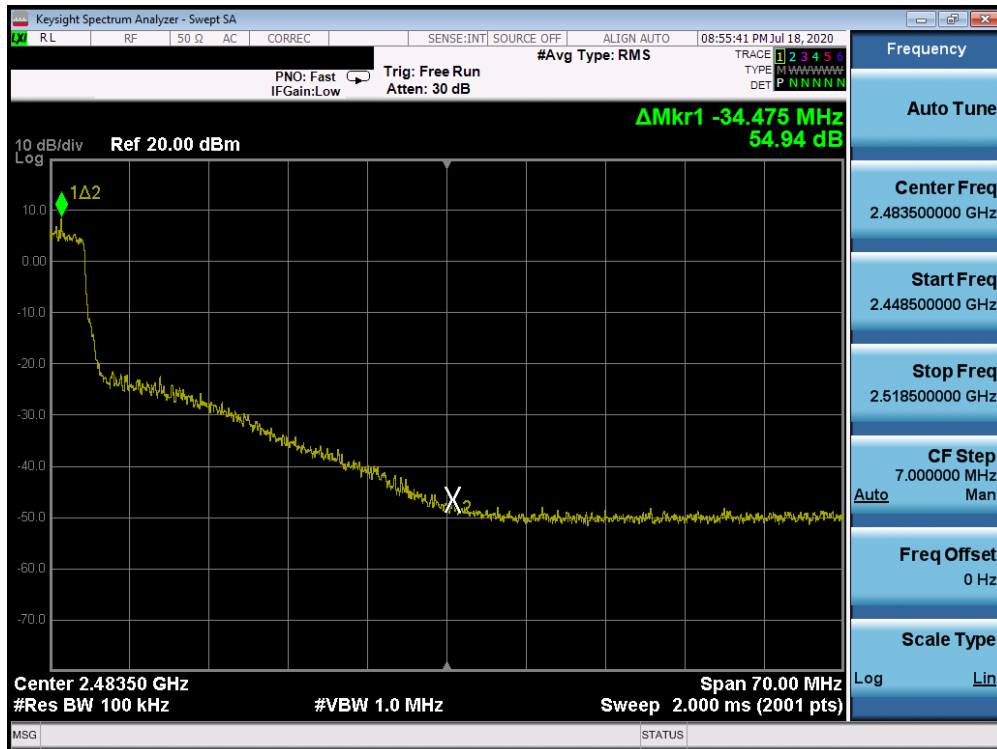 Keysight Spectrum Analyzer - Swept SA
LXI RL RF 50 Ω AC CORREC SENSE:INT SOURCE OFF ALIGN AUTO 08:55:41 PM Jul 18, 2020
#Avg Type: RMS TRACE 1 2 3 4 5 6
PNO: Fast Trig: Free Run TYPE M WWWWW
IFGain:Low Atten: 30 dB DET P N N N N N
ΔMkr1 -34.475 MHz
54.94 dB
10 dB/div Ref 20.00 dBm
Log
1Δ2
10.0
0.00
-10.0
-20.0
-30.0
-40.0
X2
-50.0
-60.0
-70.0
Center 2.48350 GHz Span 70.00 MHz
#Res BW 100 kHz #VBW 1.0 MHz Sweep 2.000 ms (2001 pts)
MSG STATUS
Frequency
Auto Tune
Center Freq
2.483500000 GHz
Start Freq
2.448500000 GHz
Stop Freq
2.518500000 GHz
CF Step
7.000000 MHz
Auto Man
Freq Offset
0 Hz
Scale Type
Log Lin